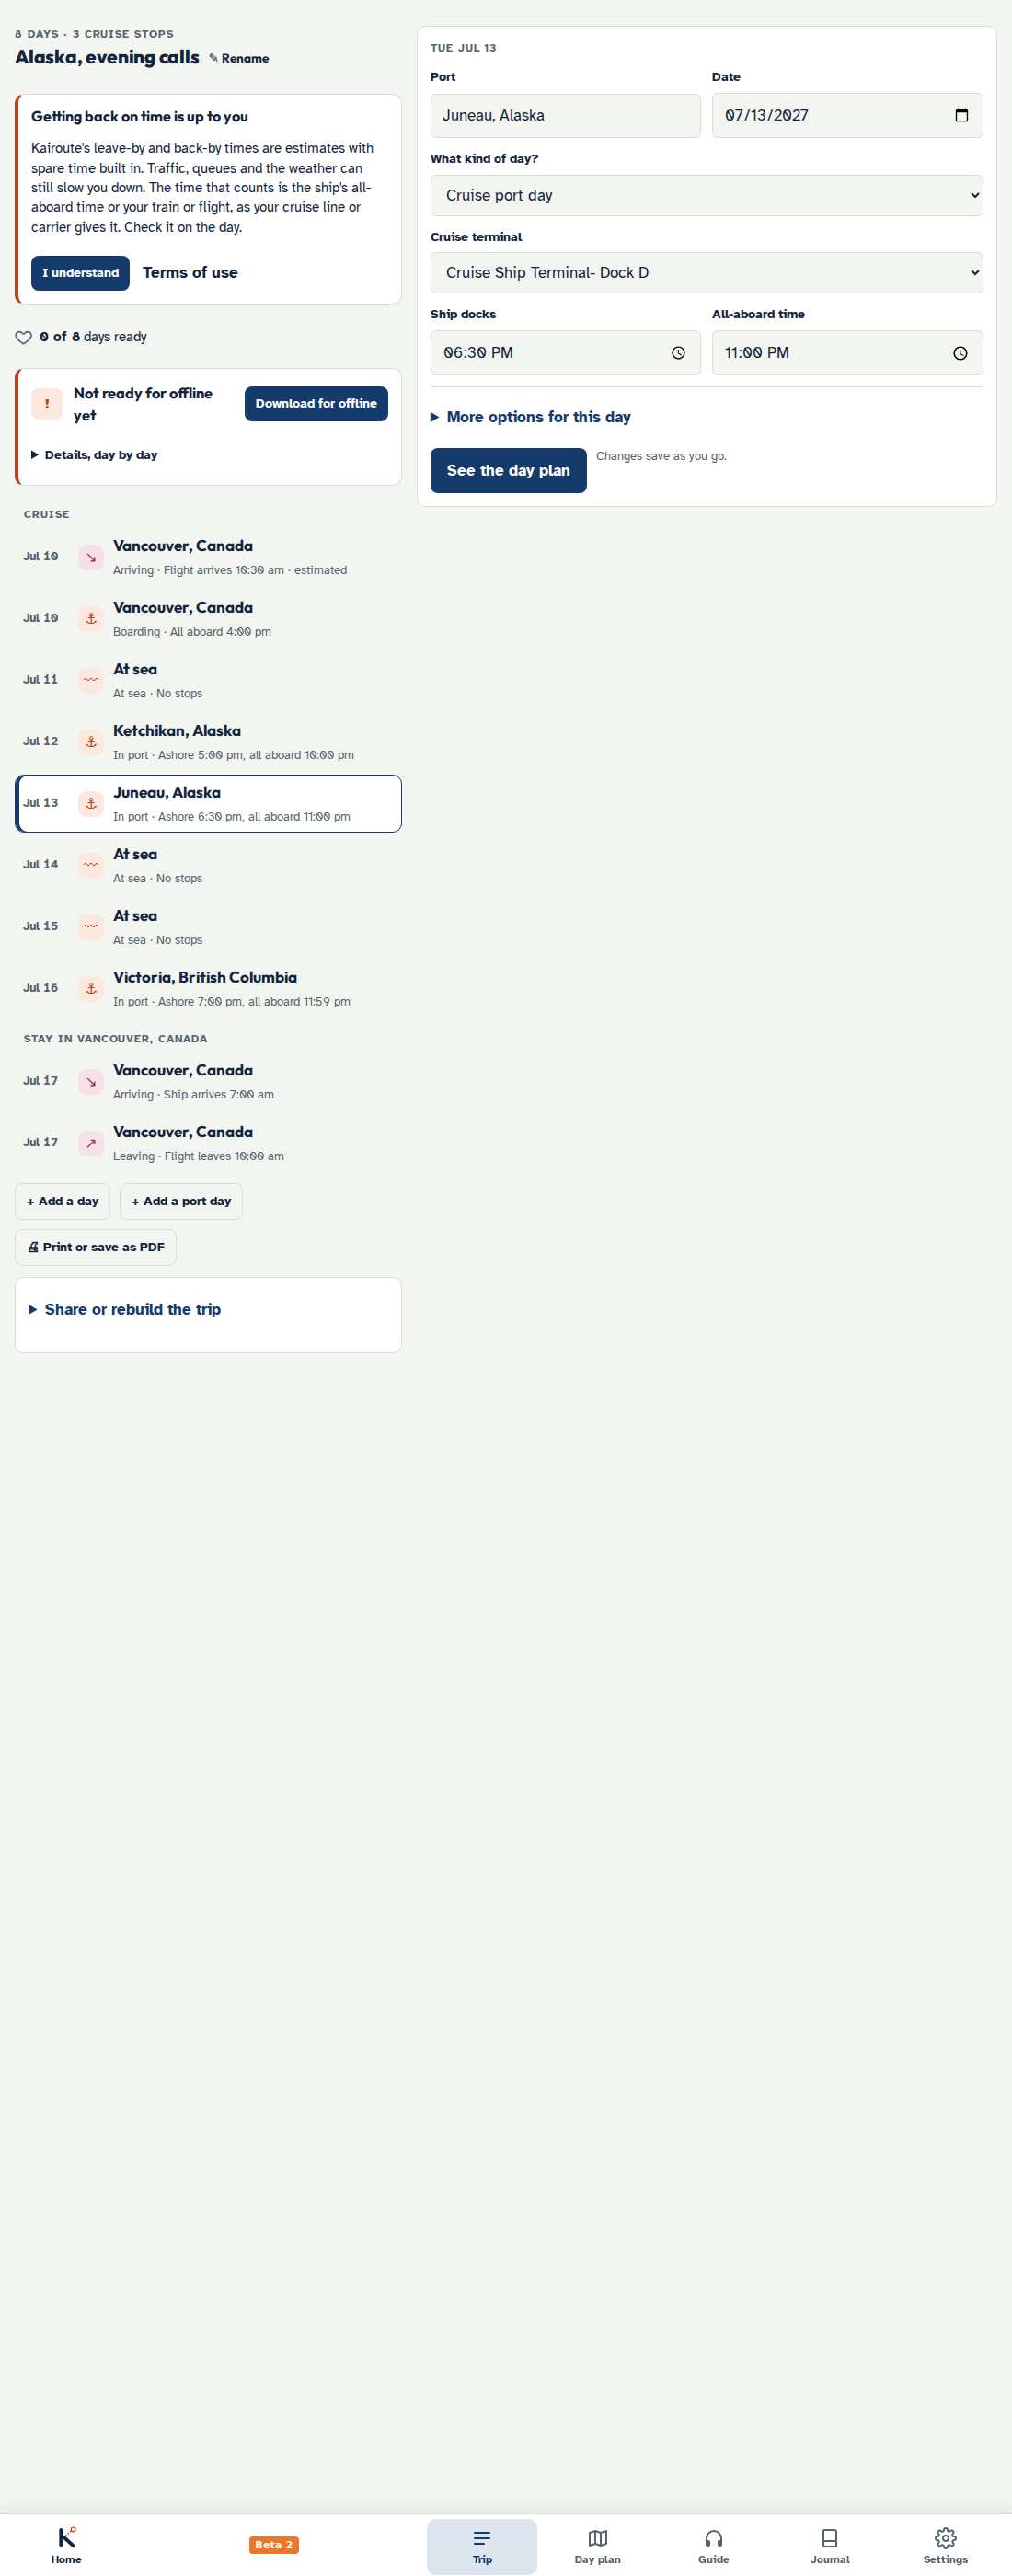 8 DAYS · 3 CRUISE STOPS
Alaska, evening calls ✎ Rename
Getting back on time is up to you
Kairoute's leave-by and back-by times are estimates with
spare time built in. Traffic, queues and the weather can
still slow you down. The time that counts is the ship's all-
aboard time or your train or flight, as your cruise line or
carrier gives it. Check it on the day.
I understand Terms of use
0 of 8 days ready
! Not ready for offline
yet
Download for offline
Details, day by day
CRUISE
Jul 10 Vancouver, Canada
Arriving · Flight arrives 10:30 am · estimated
Jul 10 Vancouver, Canada
Boarding · All aboard 4:00 pm
Jul 11 At sea
At sea · No stops
Jul 12 Ketchikan, Alaska
In port · Ashore 5:00 pm, all aboard 10:00 pm
Jul 13 Juneau, Alaska
In port · Ashore 6:30 pm, all aboard 11:00 pm
Jul 14 At sea
At sea · No stops
Jul 15 At sea
At sea · No stops
Jul 16 Victoria, British Columbia
In port · Ashore 7:00 pm, all aboard 11:59 pm
STAY IN VANCOUVER, CANADA
Jul 17 Vancouver, Canada
Arriving · Ship arrives 7:00 am
Jul 17 Vancouver, Canada
Leaving · Flight leaves 10:00 am
+ Add a day + Add a port day
Print or save as PDF
Share or rebuild the trip
TUE JUL 13
Port Date
Juneau, Alaska 07/13/2027
What kind of day?
Cruise port day
Cruise terminal
Cruise Ship Terminal- Dock D
Ship docks All-aboard time
06:30 PM 11:00 PM
More options for this day
See the day plan Changes save as you go.
Home Beta 2 Trip Day plan Guide Journal Settings